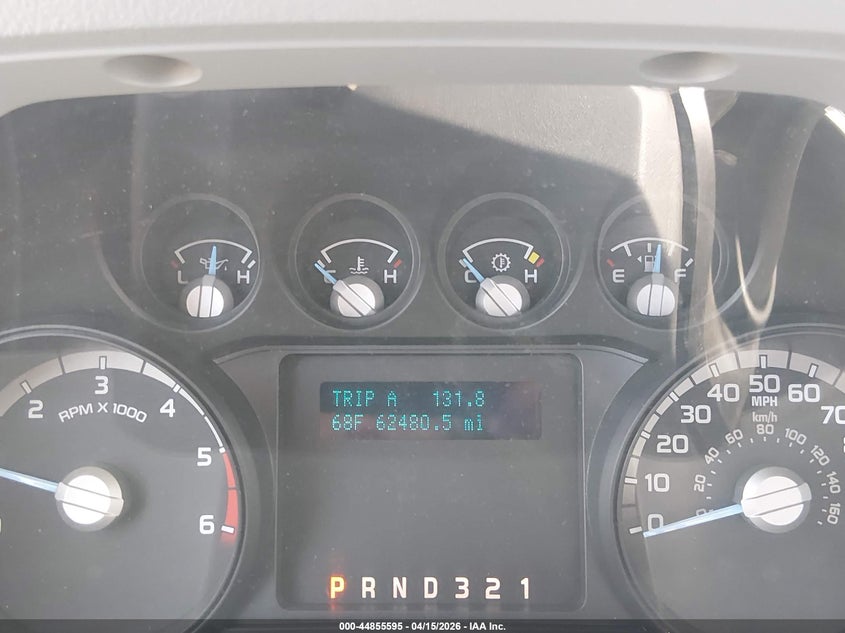 L H
H
C H
E F
2 3 4 5 6
RPM X 1000
TRIP A 131.8
68F 62480.5 mi
P R N D 3 2 1
0 10 20 30 40 50 60 70
MPH
km/h
20 40 60 80 100 120 140 160
000-44855595 - 04/15/2026 - IAA Inc.